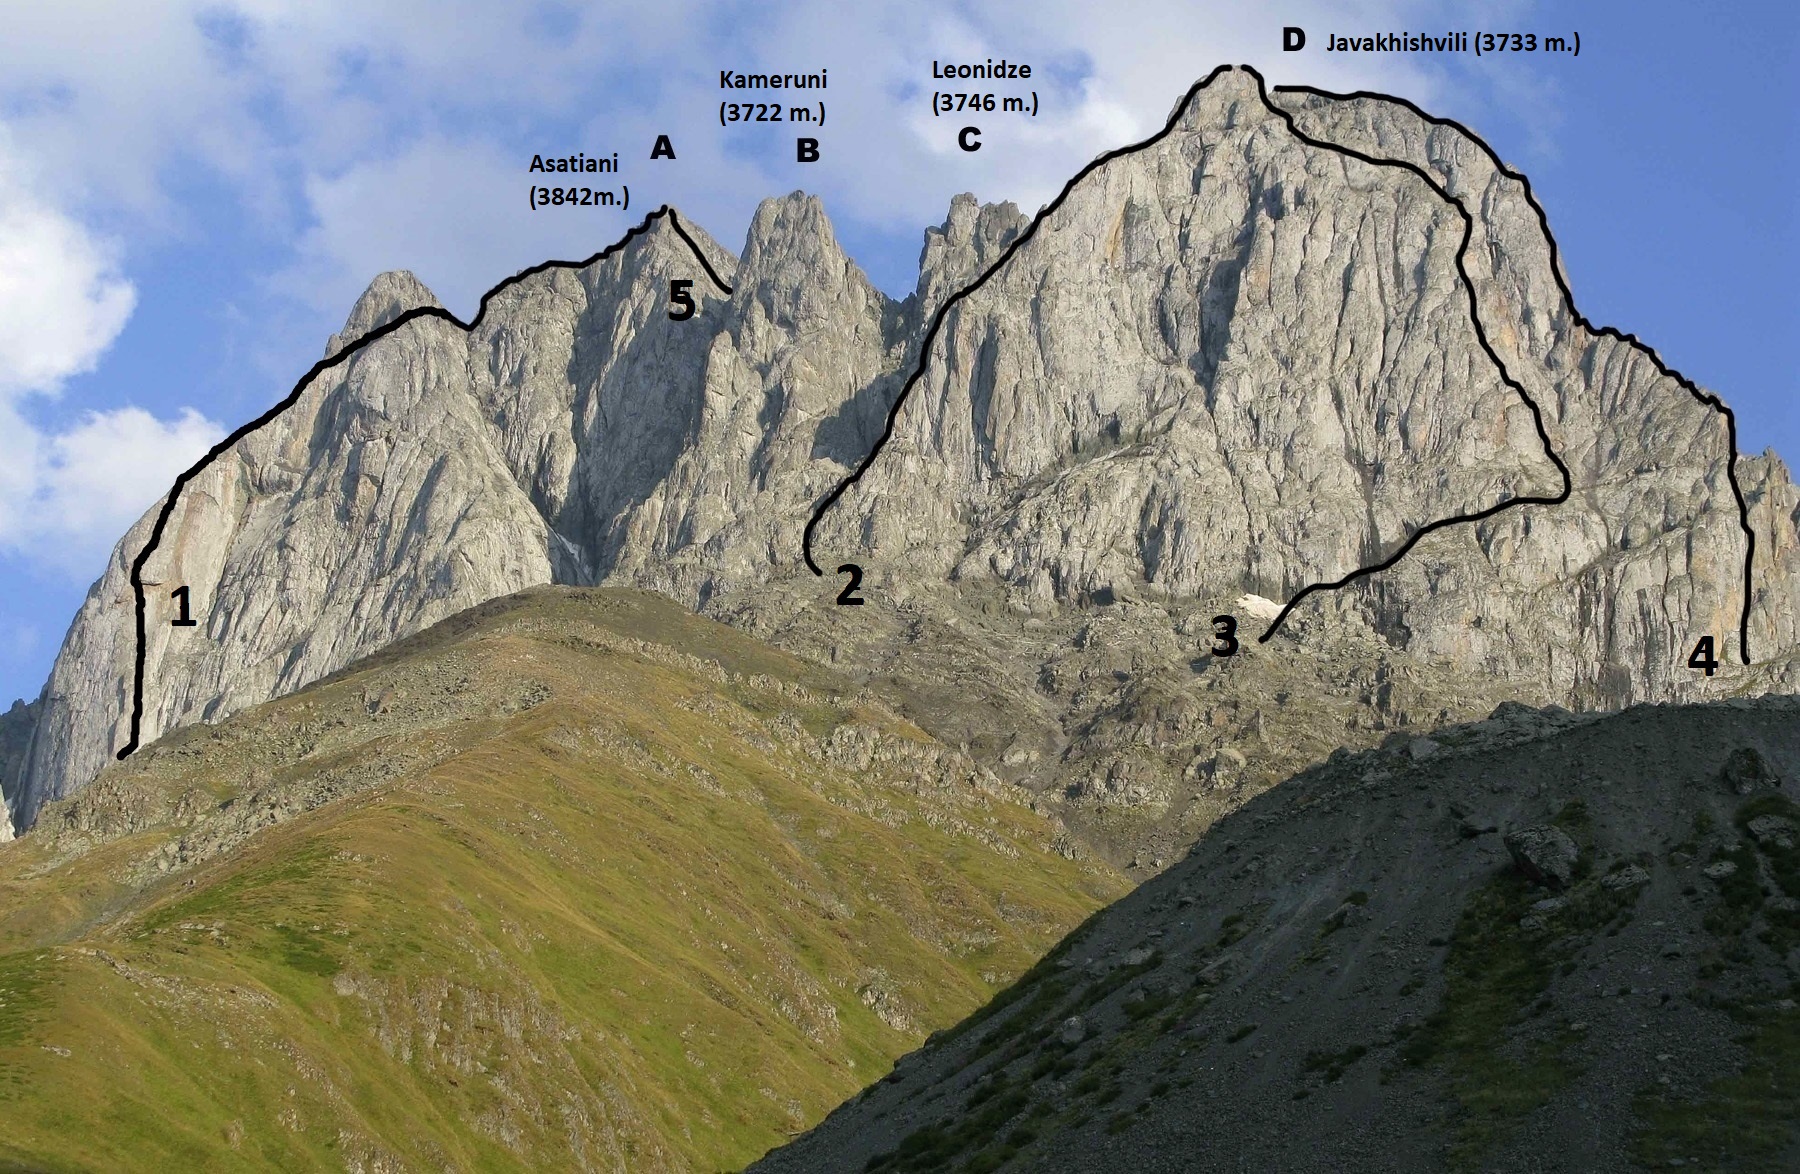 D Javakhishvili (3733 m.)
Kameruni
(3722 m.)
Leonidze
(3746 m.)
A
B
C
Asatiani
(3842m.)
5
1
2
3
4